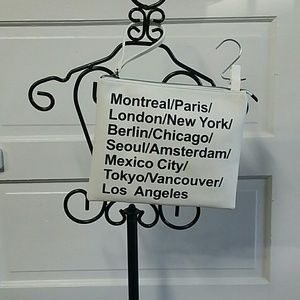 Montreal/Paris/
London/New York/
Berlin/Chicago/
Seoul/Amsterdam/
Mexico City/
Tokyo/Vancouver/
Los Angeles